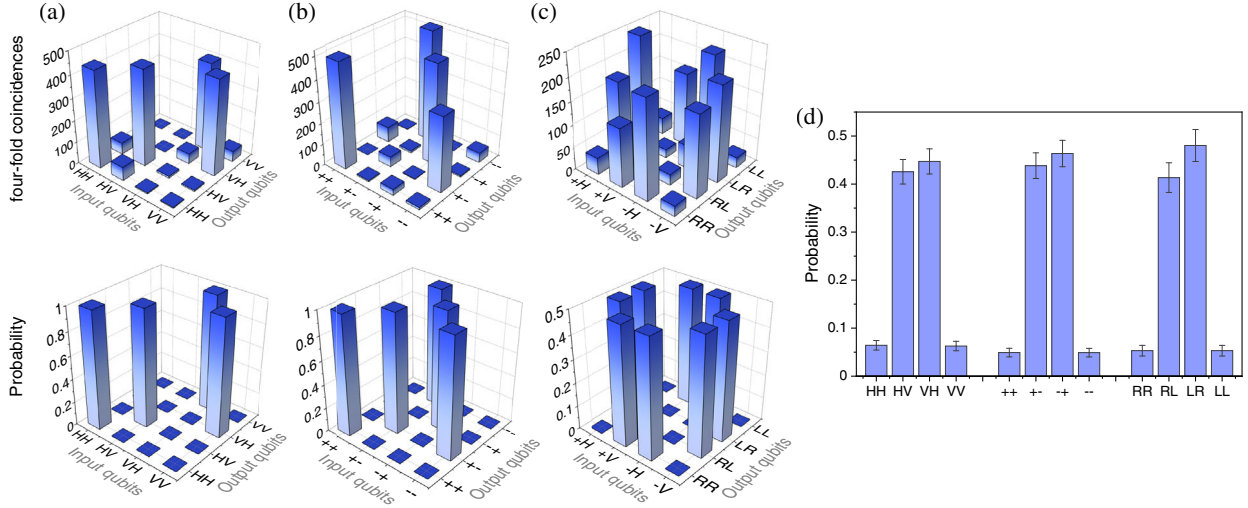 (a)
(b)
(c)
(d)
four-fold coincidences
500
400
300
200
100
0
HH
HV
VH
VV
Input qubits
HH
HV
VH
VV
Output qubits
500
400
300
200
100
0
++
+-
-+
--
Input qubits
++
+-
-+
--
Output qubits
250
200
150
100
50
0
+H
+V
-H
-V
Input qubits
RR
RL
LR
LL
Output qubits
Probability
1
0.8
0.6
0.4
0.2
0
HH
HV
VH
VV
Input qubits
HH
HV
VH
VV
Output qubits
1
0.8
0.6
0.4
0.2
0
++
+-
-+
--
Input qubits
++
+-
-+
--
Output qubits
0.5
0.4
0.3
0.2
0.1
0
+H
+V
-H
-V
Input qubits
RR
RL
LR
LL
Output qubits
Probability
0.5
0.4
0.3
0.2
0.1
0
HH HV VH VV ++ +- -+ -- RR RL LR LL